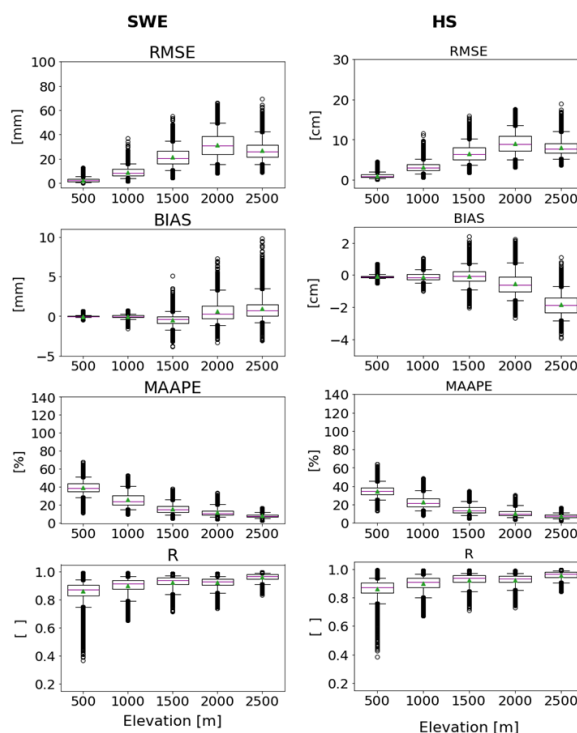 SWE HS
RMSE RMSE
[mm] 100 80 60 40 20 0
500 1000 1500 2000 2500
[cm] 30 20 10 0
500 1000 1500 2000 2500
BIAS BIAS
[mm] 10 5 0 −5
500 1000 1500 2000 2500
[cm] 2 0 −2 −4
500 1000 1500 2000 2500
MAAPE MAAPE
[%] 140 120 100 80 60 40 20 0
500 1000 1500 2000 2500
[%] 140 120 100 80 60 40 20 0
500 1000 1500 2000 2500
R R
[ ] 1.0 0.8 0.6 0.4 0.2
500 1000 1500 2000 2500
[ ] 1.0 0.8 0.6 0.4 0.2
500 1000 1500 2000 2500
Elevation [m] Elevation [m]